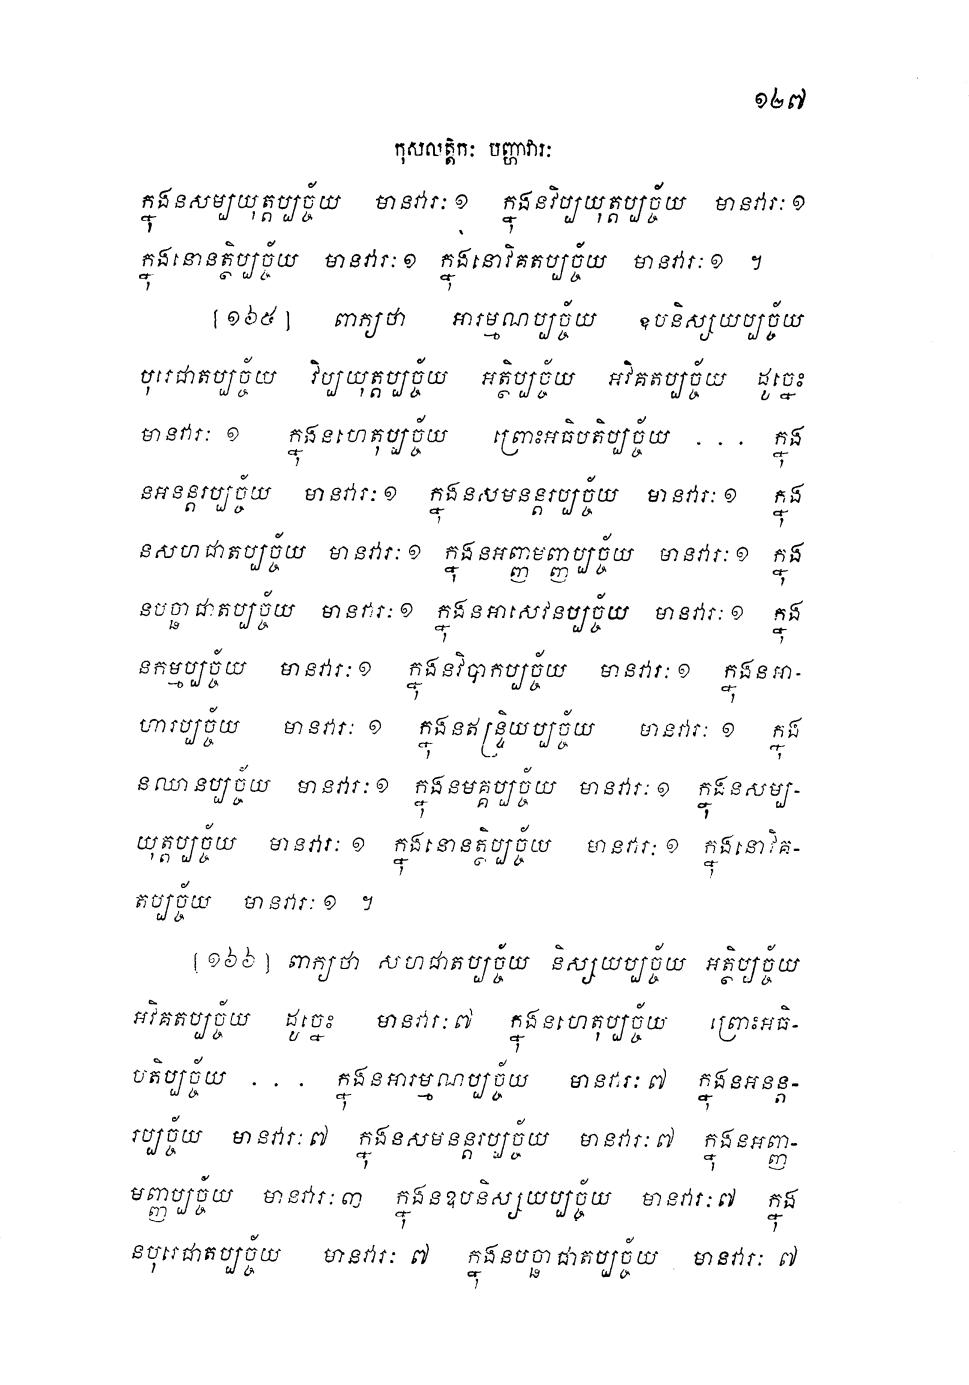 ១២៧
កុសលត្តិកៈ បញ្ហាវារៈ
ក្នុងនសម្បយុត្តប្បច្ច័យ មានវារៈ ១ ក្នុងនវិប្បយុត្តប្បច្ច័យ មានវារៈ ១
ក្នុងនោនត្ថិប្បច្ច័យ មានវារៈ ១ ក្នុងនោវិគតប្បច្ច័យ មានវារៈ ១ ។
[១៦៥] ពាក្យថា អារម្មណប្បច្ច័យ ឧបនិស្សយប្បច្ច័យ
បុរេជាតប្បច្ច័យ វិប្បយុត្តប្បច្ច័យ អត្ថិប្បច្ច័យ អវិគតប្បច្ច័យ ដូច្នេះ
មានវារៈ ១ ក្នុងនហេតុប្បច្ច័យ ព្រោះអធិបតិប្បច្ច័យ . . . ក្នុង
នអនន្តរប្បច្ច័យ មានវារៈ ១ ក្នុងនសមនន្តរប្បច្ច័យ មានវារៈ ១ ក្នុង
នសហជាតប្បច្ច័យ មានវារៈ ១ ក្នុងនអញ្ញមញ្ញប្បច្ច័យ មានវារៈ ១ ក្នុង
នបច្ឆាជាតប្បច្ច័យ មានវារៈ ១ ក្នុងនអាសេវនប្បច្ច័យ មានវារៈ ១ ក្នុង
នកម្មប្បច្ច័យ មានវារៈ ១ ក្នុងនវិបាកប្បច្ច័យ មានវារៈ ១ ក្នុងនអា-
ហារប្បច្ច័យ មានវារៈ ១ ក្នុងនឥន្ទ្រិយប្បច្ច័យ មានវារៈ ១ ក្នុង
នឈានប្បច្ច័យ មានវារៈ ១ ក្នុងនមគ្គប្បច្ច័យ មានវារៈ ១ ក្នុងនសម្ប-
យុត្តប្បច្ច័យ មានវារៈ ១ ក្នុងនោនត្ថិប្បច្ច័យ មានវារៈ ១ ក្នុងនោវិគ-
តប្បច្ច័យ មានវារៈ ១ ។
[១៦៦] ពាក្យថា សហជាតប្បច្ច័យ និស្សយប្បច្ច័យ អត្ថិប្បច្ច័យ
អវិគតប្បច្ច័យ ដូច្នេះ មានវារៈ ៧ ក្នុងនហេតុប្បច្ច័យ ព្រោះអធិ-
បតិប្បច្ច័យ . . . ក្នុងនអារម្មណប្បច្ច័យ មានវារៈ ៧ ក្នុងនអនន្ត-
រប្បច្ច័យ មានវារៈ ៧ ក្នុងនសមនន្តរប្បច្ច័យ មានវារៈ ៧ ក្នុងនអញ្ញ-
មញ្ញប្បច្ច័យ មានវារៈ ៣ ក្នុងនឧបនិស្សយប្បច្ច័យ មានវារៈ ៧ ក្នុង
នបុរេជាតប្បច្ច័យ មានវារៈ ៧ ក្នុងនបច្ឆាជាតប្បច្ច័យ មានវារៈ ៧